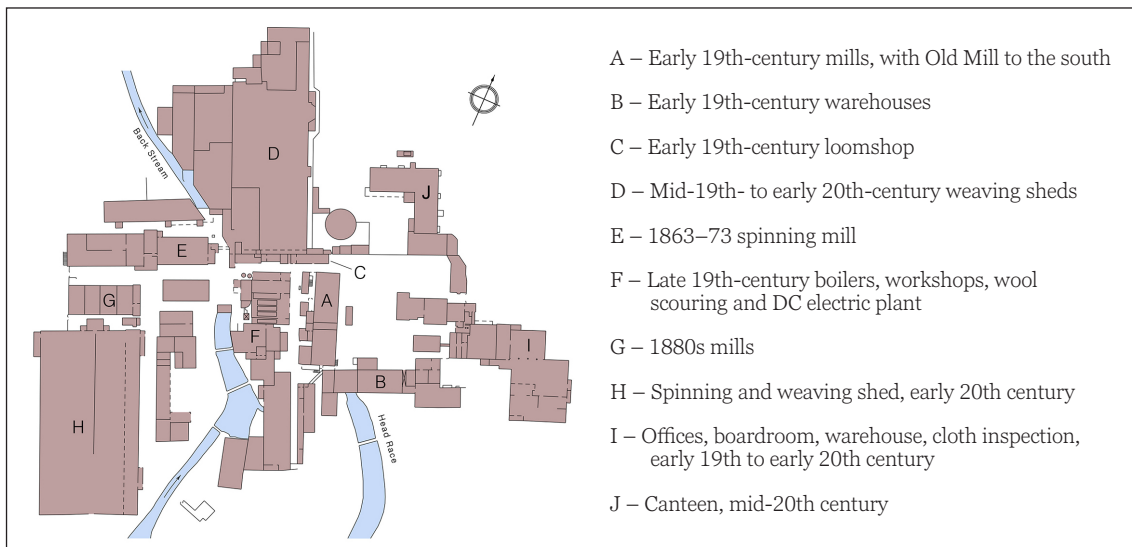 Back Stream
D
J
E
C
G
A
F
I
B
H
Head Race
A – Early 19th-century mills, with Old Mill to the south
B – Early 19th-century warehouses
C – Early 19th-century loomshop
D – Mid-19th- to early 20th-century weaving sheds
E – 1863–73 spinning mill
F – Late 19th-century boilers, workshops, wool
scouring and DC electric plant
G – 1880s mills
H – Spinning and weaving shed, early 20th century
I – Offices, boardroom, warehouse, cloth inspection,
early 19th to early 20th century
J – Canteen, mid-20th century